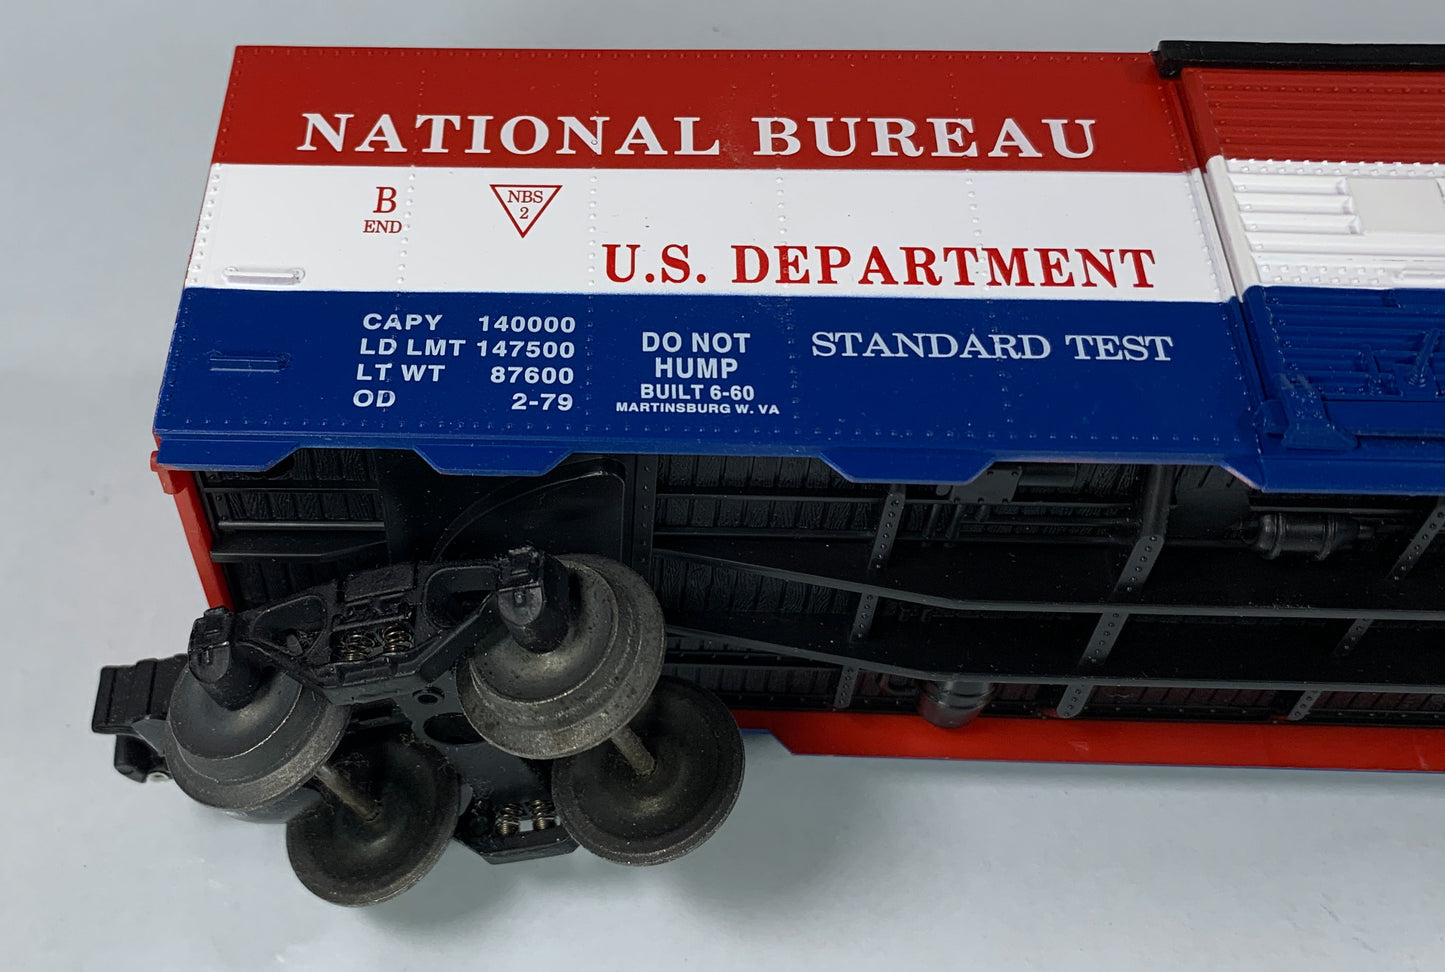 NATIONAL BUREAU
B
END
NBS
2
U.S. DEPARTMENT
CAPY 140000
LD LMT 147500
LT WT 87600
OD 2-79
DO NOT
HUMP
BUILT 6-60
MARTINSBURG W. VA
STANDARD TEST